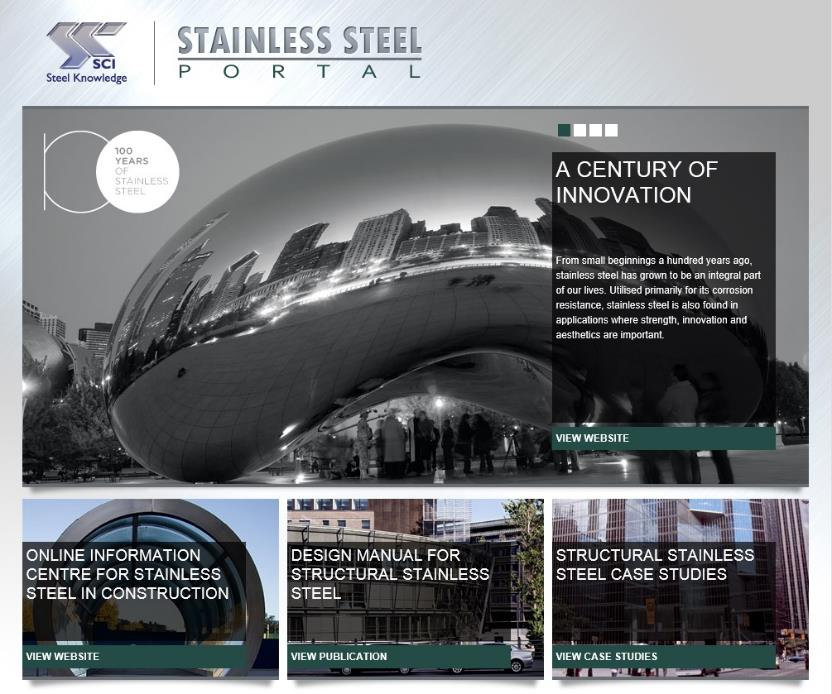 SCI
Steel Knowledge
STAINLESS STEEL
PORTAL
100
YEARS
OF
STAINLESS
STEEL
A CENTURY OF
INNOVATION
From small beginnings a hundred years ago,
stainless steel has grown to be an integral part
of our lives. Utilised primarily for its corrosion
resistance, stainless steel is also found in
applications where strength, innovation and
aesthetics are important.
VIEW WEBSITE
ONLINE INFORMATION
CENTRE FOR STAINLESS
STEEL IN CONSTRUCTION
VIEW WEBSITE
DESIGN MANUAL FOR
STRUCTURAL STAINLESS
STEEL
VIEW PUBLICATION
STRUCTURAL STAINLESS
STEEL CASE STUDIES
VIEW CASE STUDIES